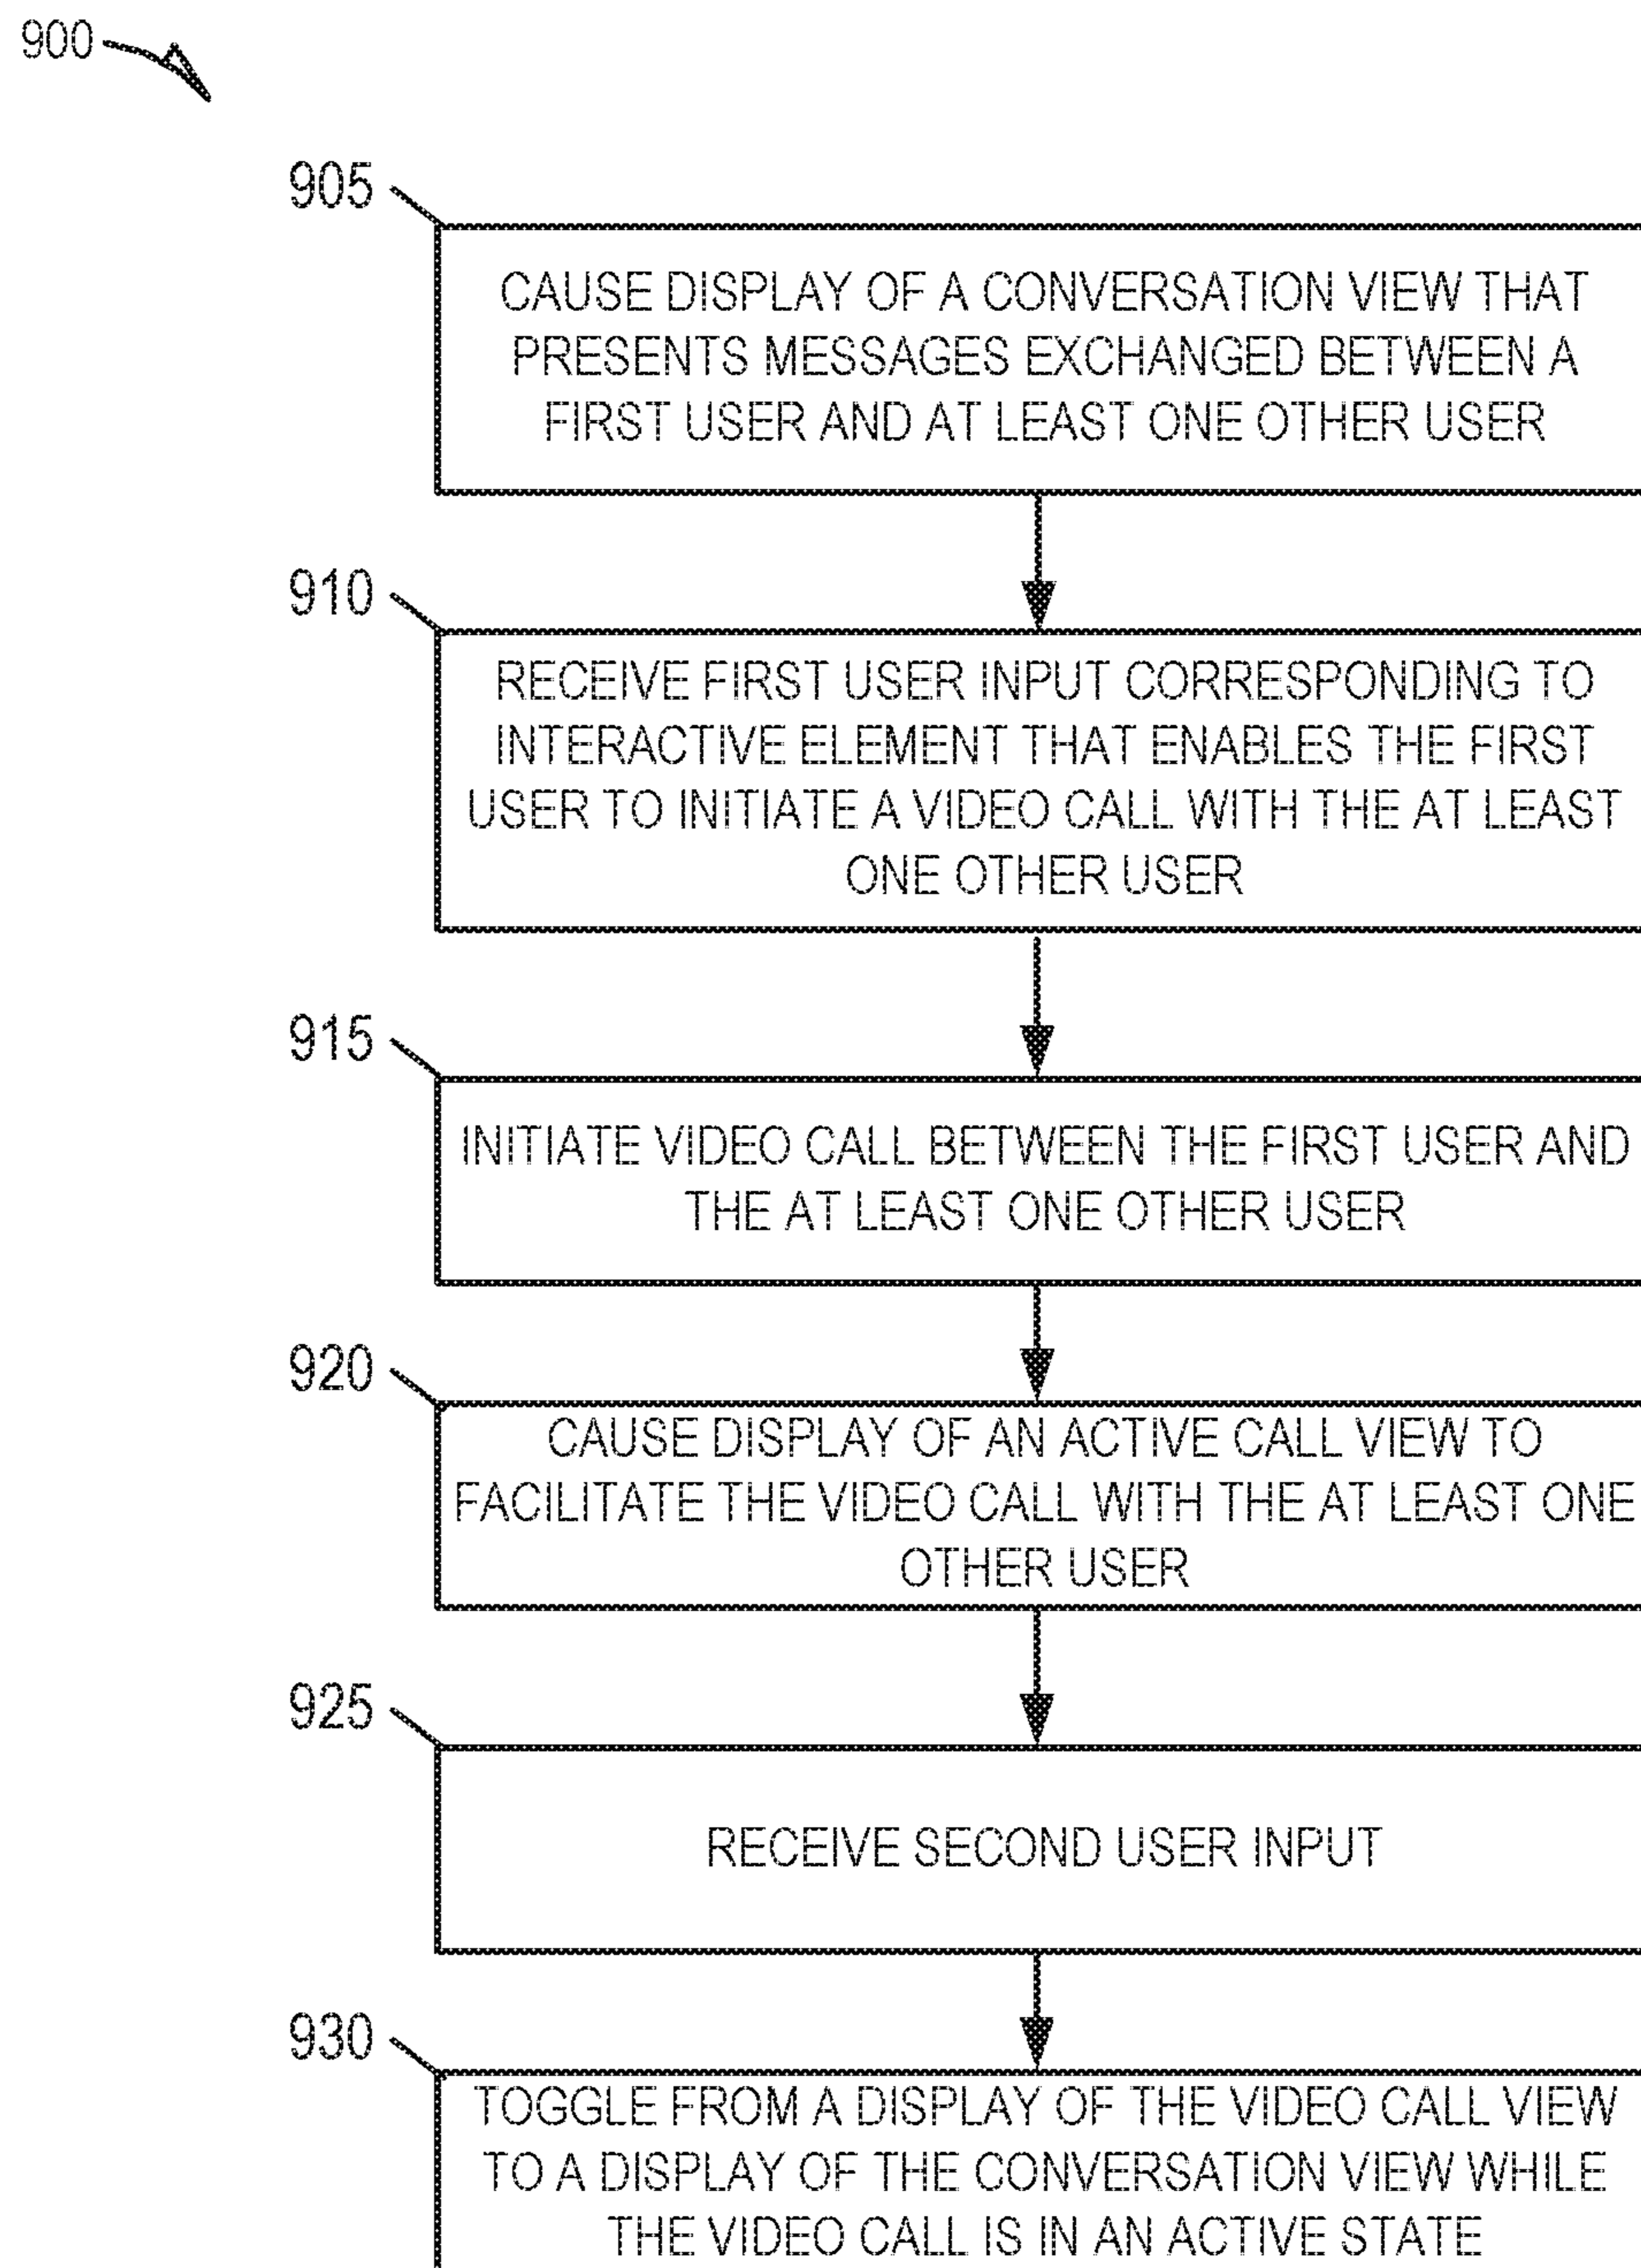 900
905
CAUSE DISPLAY OF A CONVERSATION VIEW THAT
PRESENTS MESSAGES EXCHANGED BETWEEN A
FIRST USER AND AT LEAST ONE OTHER USER
910
RECEIVE FIRST USER INPUT CORRESPONDING TO
INTERACTIVE ELEMENT THAT ENABLES THE FIRST
USER TO INITIATE A VIDEO CALL WITH THE AT LEAST
ONE OTHER USER
915
INITIATE VIDEO CALL BETWEEN THE FIRST USER AND
THE AT LEAST ONE OTHER USER
920
CAUSE DISPLAY OF AN ACTIVE CALL VIEW TO
FACILITATE THE VIDEO CALL WITH THE AT LEAST ONE
OTHER USER
925
RECEIVE SECOND USER INPUT
930
TOGGLE FROM A DISPLAY OF THE VIDEO CALL VIEW
TO A DISPLAY OF THE CONVERSATION VIEW WHILE
THE VIDEO CALL IS IN AN ACTIVE STATE